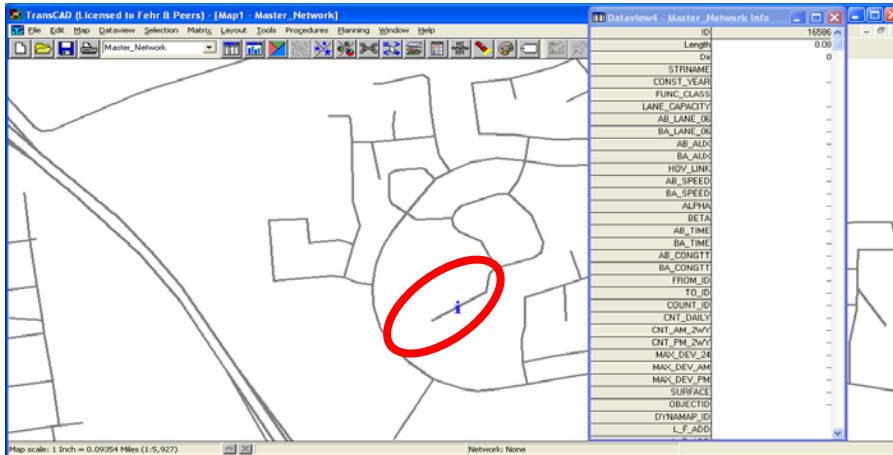 TransCAD (Licensed to Fehr & Peers) - [Map1 - Master_Network]
File Edit Map Dataview Selection Matrix Layout Tools Procedures Planning Window Help
Master_Network
Dataview4 - Master_Network Info
ID 16586
Length 0.08
Dir 0
STRNAME --
CONST_YEAR --
FUNC_CLASS --
LANE_CAPACITY --
AB_LANE_06 --
BA_LANE_06 --
AB_AUX --
BA_AUX --
HOV_LINK --
AB_SPEED --
BA_SPEED --
ALPHA --
BETA --
AB_TIME --
BA_TIME --
AB_CONGTT --
BA_CONGTT --
FROM_ID --
TO_ID --
COUNT_ID --
CNT_DAILY --
CNT_AM_2WY --
CNT_PM_2WY --
MAX_DEV_24 --
MAX_DEV_AM --
MAX_DEV_PM --
SURFACE --
OBJECTID --
DYNAMAP_ID --
L_F_ADD --
i
Map scale: 1 Inch = 0.09354 Miles (1:5,927)
Network: None